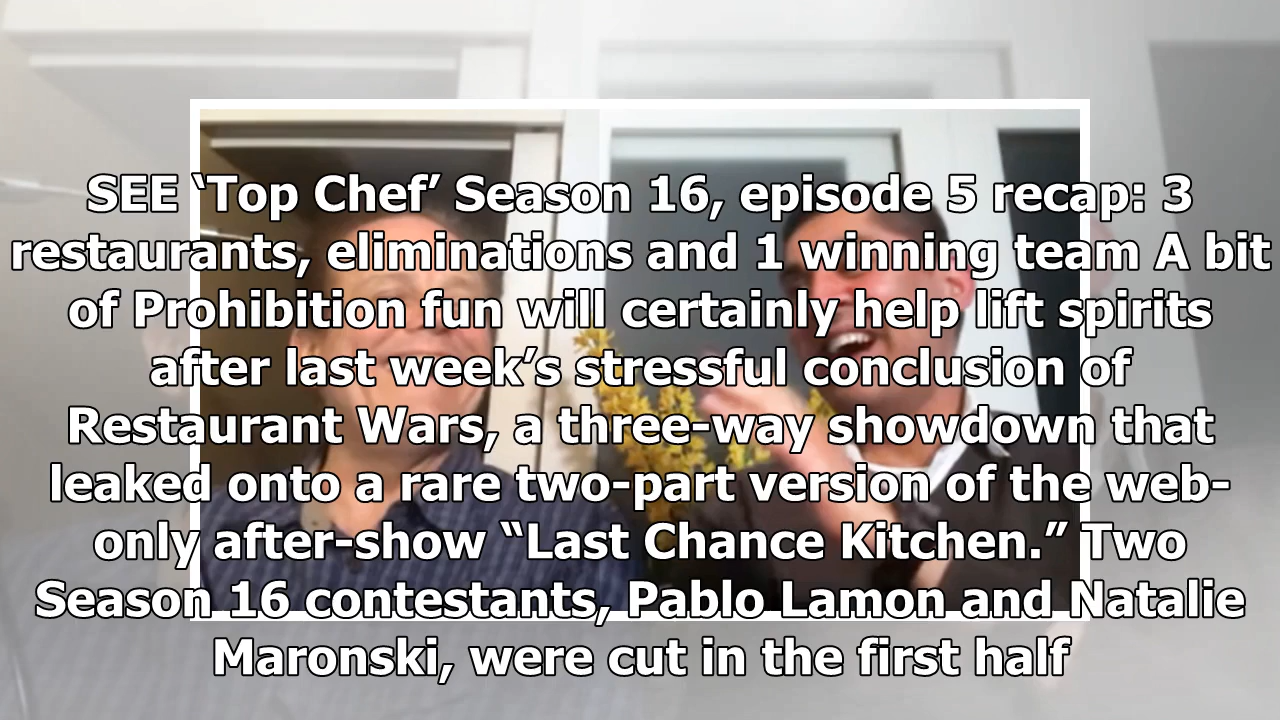 SEE ‘Top Chef’ Season 16, episode 5 recap: 3
restaurants, eliminations and 1 winning team A bit
of Prohibition fun will certainly help lift spirits
after last week’s stressful conclusion of
Restaurant Wars, a three-way showdown that
leaked onto a rare two-part version of the web-
only after-show “Last Chance Kitchen.” Two
Season 16 contestants, Pablo Lamon and Natalie
Maronski, were cut in the first half